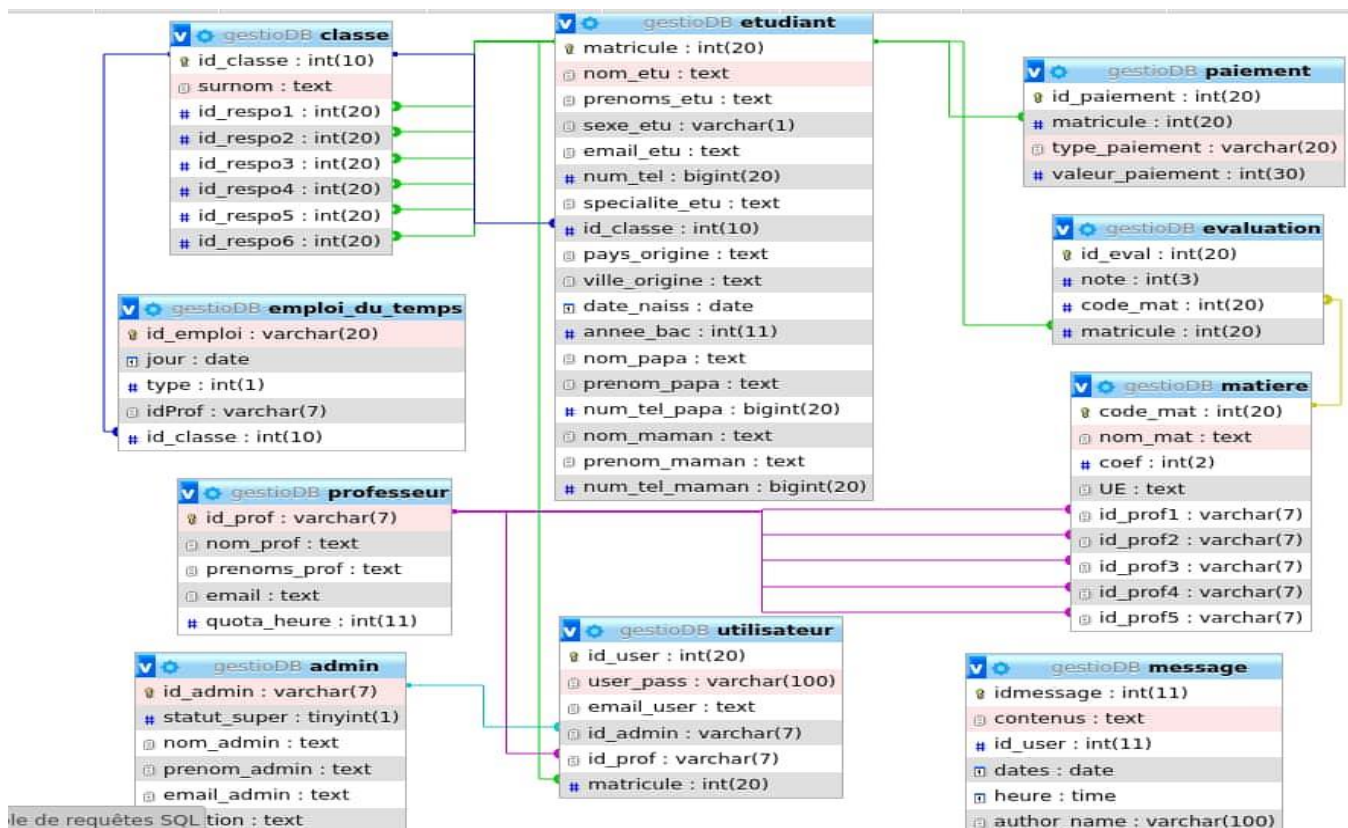 gestioDB classe
id_classe : int(10)
surnom : text
id_respo1 : int(20)
id_respo2 : int(20)
id_respo3 : int(20)
id_respo4 : int(20)
id_respo5 : int(20)
id_respo6 : int(20)
gestioDB etudiant
matricule : int(20)
nom_etu : text
prenoms_etu : text
sexe_etu : varchar(1)
email_etu : text
num_tel : bigint(20)
specialite_etu : text
id_classe : int(10)
pays_origine : text
ville_origine : text
date_naiss : date
annee_bac : int(11)
nom_papa : text
prenom_papa : text
num_tel_papa : bigint(20)
nom_maman : text
prenom_maman : text
num_tel_maman : bigint(20)
gestioDB paiement
id_paiement : int(20)
matricule : int(20)
type_paiement : varchar(20)
valeur_paiement : int(30)
gestioDB evaluation
id_eval : int(20)
note : int(3)
code_mat : int(20)
matricule : int(20)
gestioDB emploi_du_temps
id_emploi : varchar(20)
jour : date
type : int(1)
idProf : varchar(7)
id_classe : int(10)
gestioDB matiere
code_mat : int(20)
nom_mat : text
coef : int(2)
UE : text
id_prof1 : varchar(7)
id_prof2 : varchar(7)
id_prof3 : varchar(7)
id_prof4 : varchar(7)
id_prof5 : varchar(7)
gestioDB professeur
id_prof : varchar(7)
nom_prof : text
prenoms_prof : text
email : text
quota_heure : int(11)
gestioDB utilisateur
id_user : int(20)
user_pass : varchar(100)
email_user : text
id_admin : varchar(7)
id_prof : varchar(7)
matricule : int(20)
gestioDB admin
id_admin : varchar(7)
statut_super : tinyint(1)
nom_admin : text
prenom_admin : text
email_admin : text
tion : text
le de requêtes SQL
gestioDB message
idmessage : int(11)
contenus : text
id_user : int(11)
dates : date
heure : time
author_name : varchar(100)